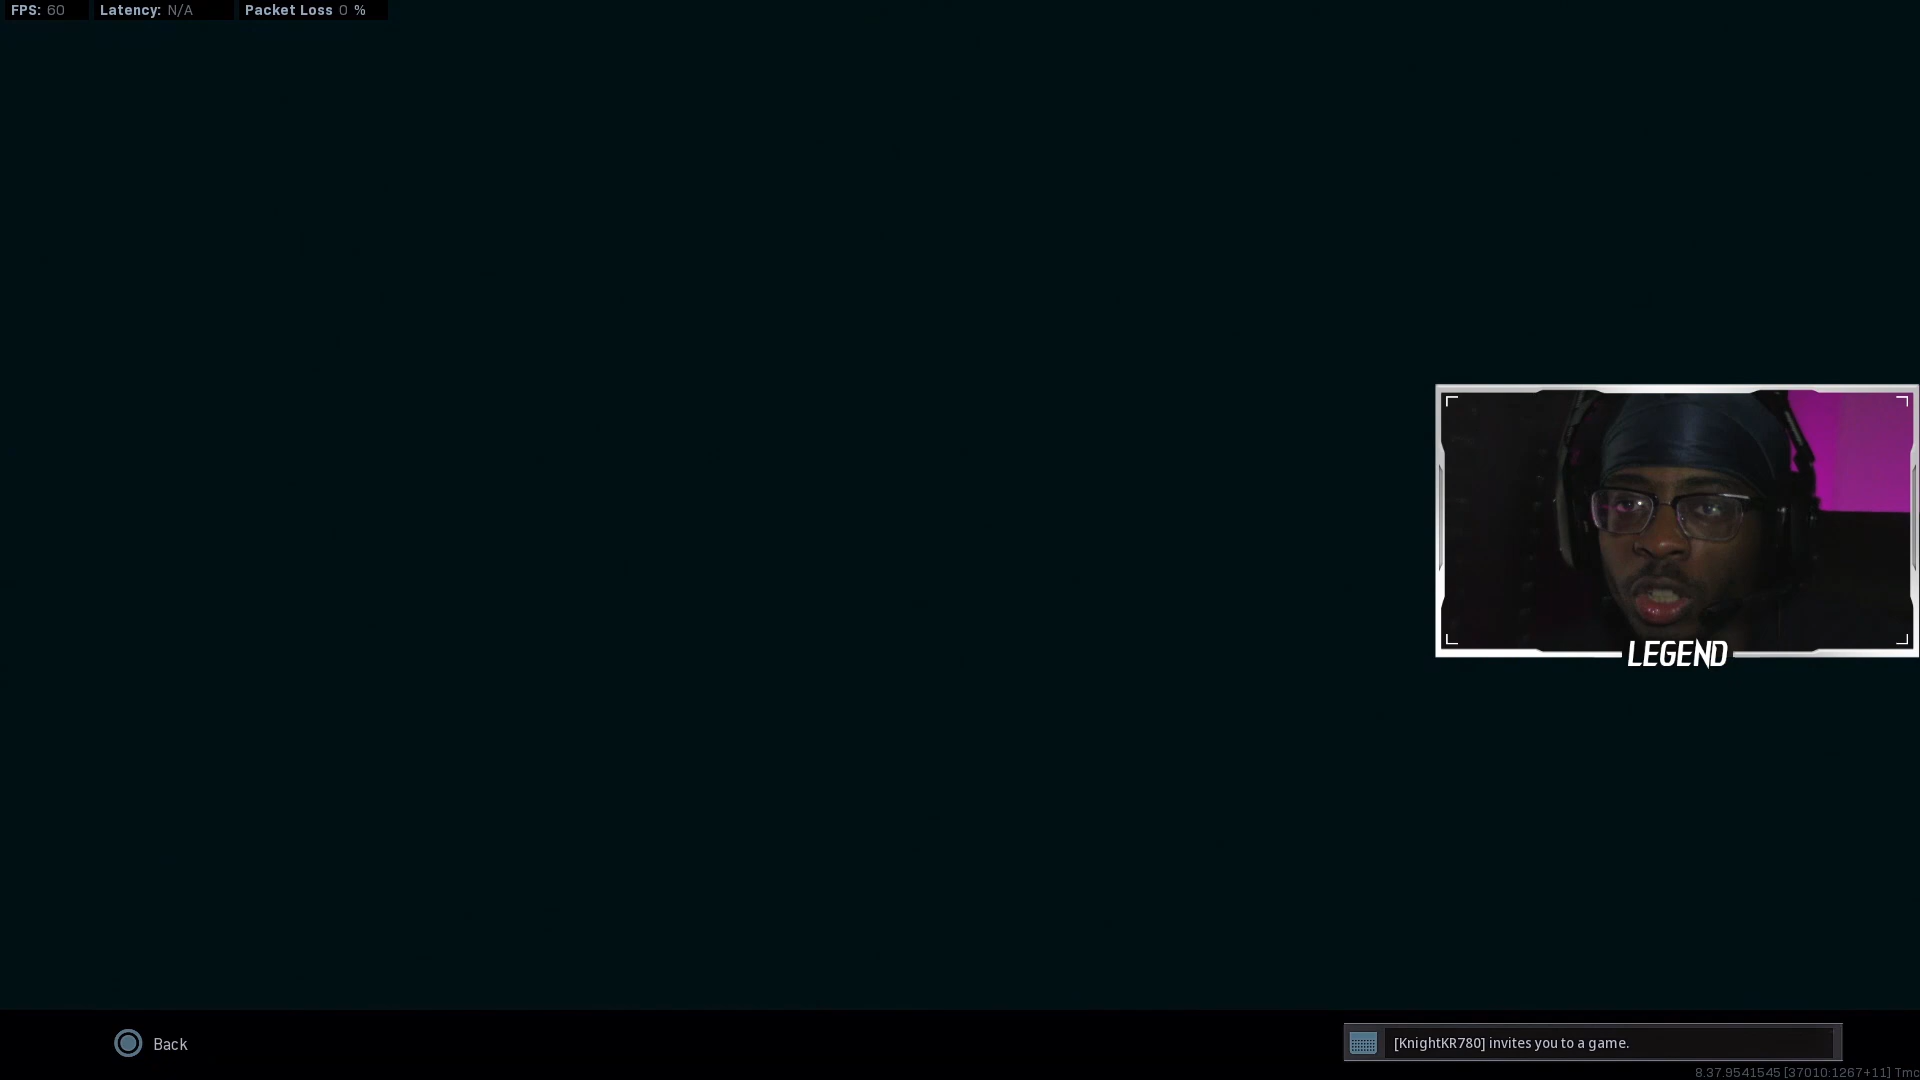 FPS: 60 Latency: N/A Packet Loss 0 %
LEGEND
Back
[KnightKR780] invites you to a game.
8.37.9541545 [37010:1267+11] Tmc